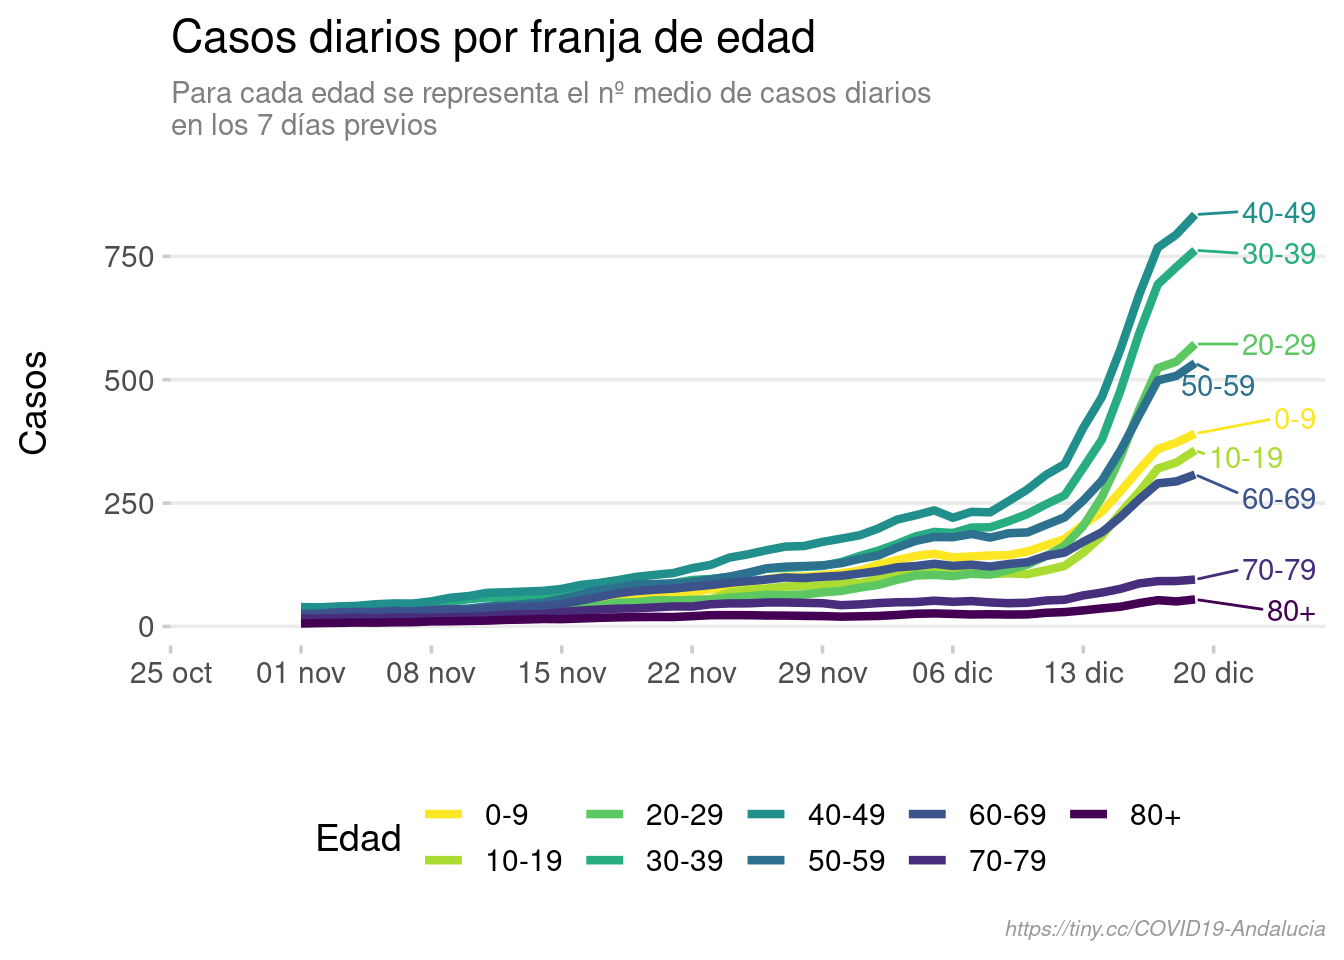 Casos diarios por franja de edad
Para cada edad se representa el nº medio de casos diarios
en los 7 días previos
Casos
750
500
250
0
40-49
30-39
20-29
50-59
0-9
10-19
60-69
70-79
80+
25 oct 01 nov 08 nov 15 nov 22 nov 29 nov 06 dic 13 dic 20 dic
Edad
0-9 20-29 40-49 60-69 80+
10-19 30-39 50-59 70-79
https://tiny.cc/COVID19-Andalucia